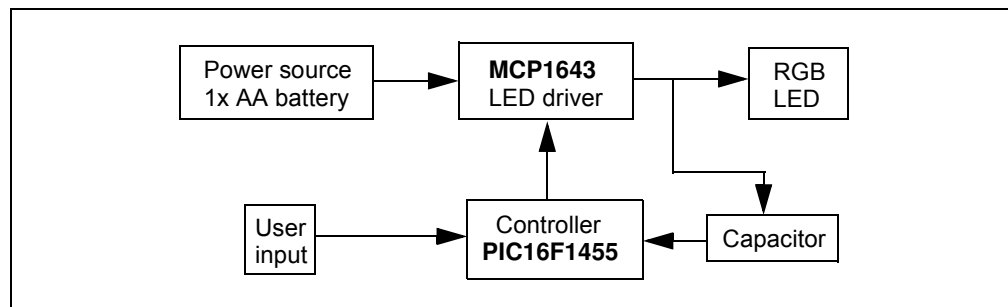 Power source
1x AA battery
MCP1643
LED driver
RGB
LED
User
input
Controller
PIC16F1455
Capacitor